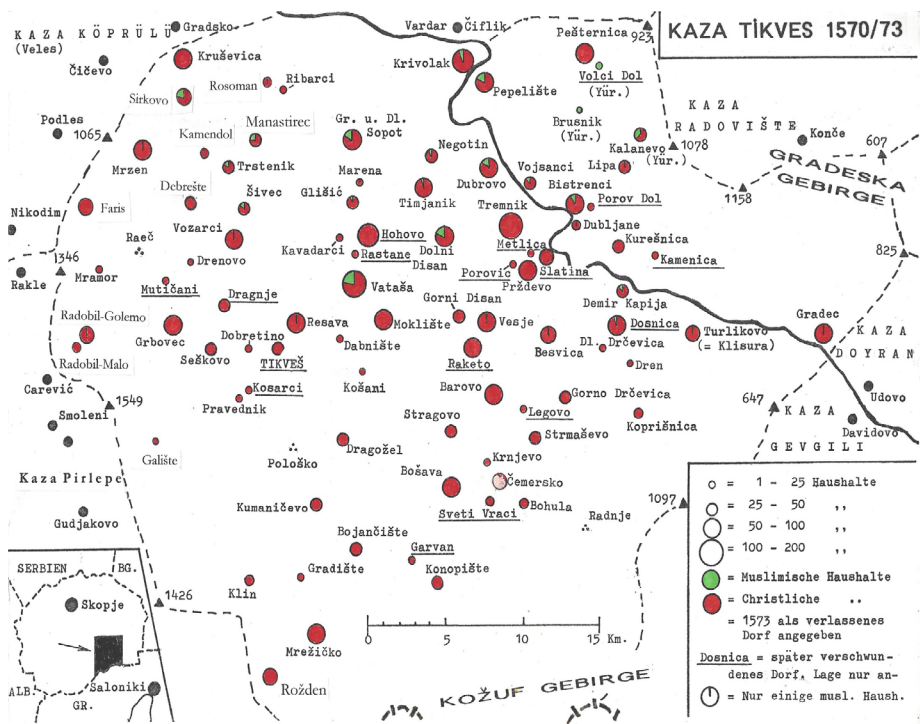 KAZA TİKVES 1570/73
KAZA KÖPRÜLÜ
(Veles)
Gradsko
Vardar
Čiflik
Pešternica
923
Čičevo
Kruševica
Krivolak
Volci Dol
(Yür.)
Rosoman
Ribarci
Sirkovo
Pepelište
Brusnik
(Yür.)
KAZA
RADOVIŠTE
Podles
1065
Kamendol
Manastirec
Gr. u. Dl.
Sopot
Kalanevo
(Yür.)
1078
Konče
607
GRADESKA
GEBIRGE
Mrzen
Trstenik
Negotin
Marena
Dubrovo
Vojsanci
Lipa
1158
Debrešte
Šivec
Glišić
Timjanik
Bistrenci
Porov Dol
Nikodim
Faris
Tremnik
Dubljane
Raeč
Vozarci
Kavadarci
Hohovo
Rastane
Dolni
Disan
Metlica
Kurešnica
825
Rakle
1346
Mramor
Drenovo
Porović
Prždevo
Slatina
Kamenica
Mutičani
Dragnje
Vataša
Gorni Disan
Demir Kapija
Radobil-Golemo
Grbovec
Resava
Moklište
Vesje
Dosnica
Turlikovo
(= Klisura)
Gradec
KAZA
DOYRAN
Radobil-Malo
Seškovo
Dobretino
TIKVEŠ
Dabnište
Raketo
Besvica
Dl. Drčevica
Dren
Carević
1549
Kosarci
Pravednik
Košani
Barovo
Gorno Drčevica
647
Udovo
Smoleni
Stragovo
Legovo
Koprišnica
KAZA
Davidovo
Galište
Dragožel
Strmaševo
GEVGILI
Kaza Pirlepe
Pološko
Krnjevo
Bošava
Čemersko
1097
Gudjakovo
Kumaničevo
Sveti Vraci
Bohula
Radnje
Bojančište
Garvan
Gradište
Konopište
Klin
1426
Mrežičko
Rožden
0 5 10 15 Km.
KOŽUF GEBIRGE
SERBIEN
BG.
Skopje
ALB.
GR.
Saloniki
= 1 - 25 Haushalte
= 25 - 50 ,,
= 50 - 100 ,,
= 100 - 200 ,,
= Muslimische Haushalte
= Christliche ,,
= 1573 als verlassenes
Dorf angegeben
Dosnica = später verschwun-
denes Dorf. Lage nur an-
= Nur einige musl. Haush.